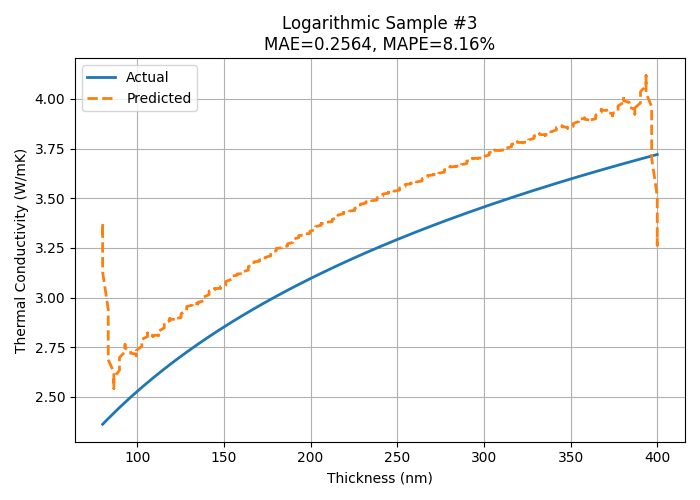 Logarithmic Sample #3
MAE=0.2564, MAPE=8.16%
Actual
Predicted
4.00
3.75
3.50
3.25
3.00
2.75
2.50
Thermal Conductivity (W/mK)
100
150
200
250
300
350
400
Thickness (nm)